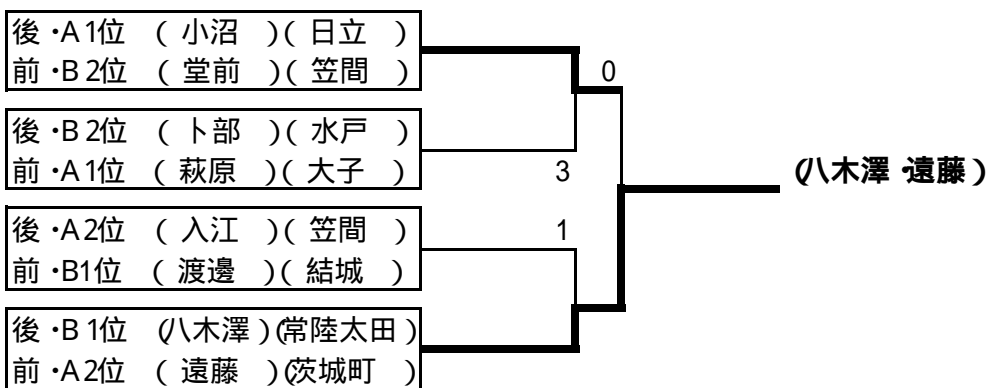 後・A1位 ( 小沼 )( 日立 )
前・B2位 ( 堂前 )( 笠間 )
0
後・B2位 ( 卜部 )( 水戸 )
前・A1位 ( 萩原 )( 大子 )
3
(八木澤・遠藤)
後・A2位 ( 入江 )( 笠間 )
1
前・B1位 ( 渡邊 )( 結城 )
後・B1位 (八木澤)(常陸太田)
前・A2位 ( 遠藤 )(茨城町 )